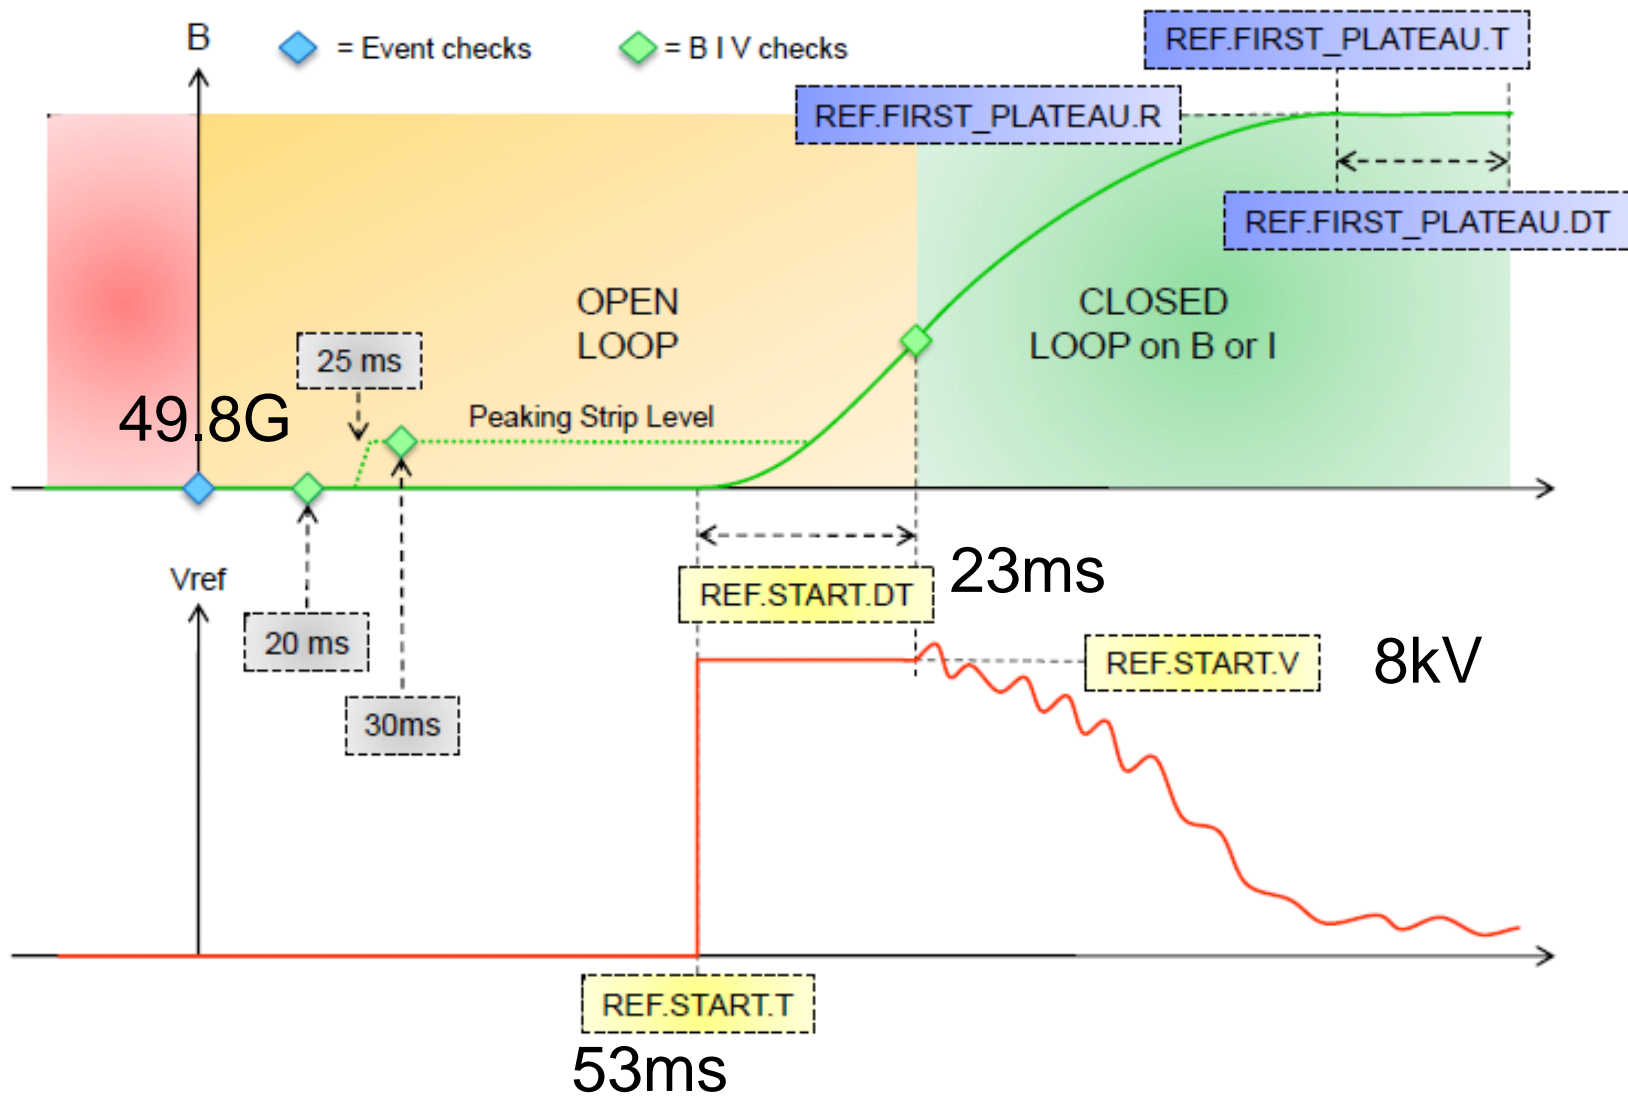 B
= Event checks
= B I V checks
REF.FIRST_PLATEAU.T
REF.FIRST_PLATEAU.R
REF.FIRST_PLATEAU.DT
OPEN
LOOP
CLOSED
LOOP on B or I
25 ms
49.8G
Peaking Strip Level
Vref
REF.START.DT
23ms
20 ms
30ms
REF.START.V
8kV
REF.START.T
53ms